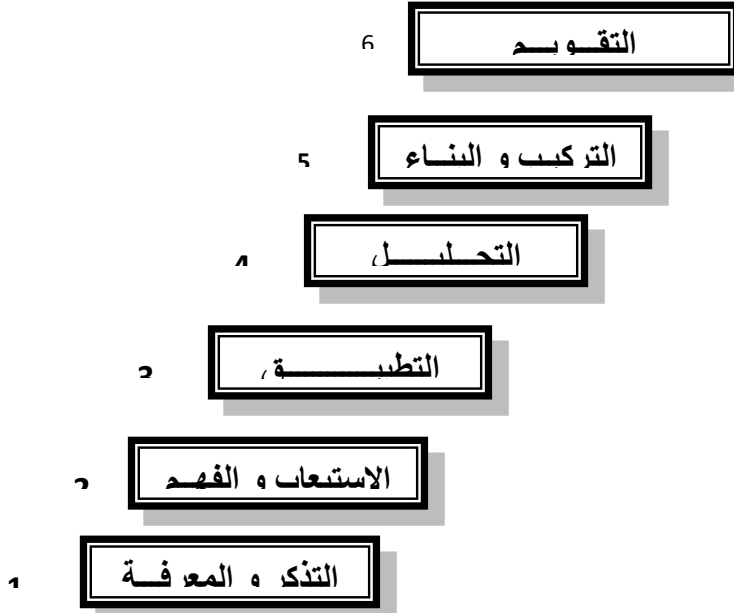 6 التقويم
5 التركيب و البناء
4 التحليل
3 التطبيق
2 الاستيعاب و الفهم
1 التذكر و المعرفة